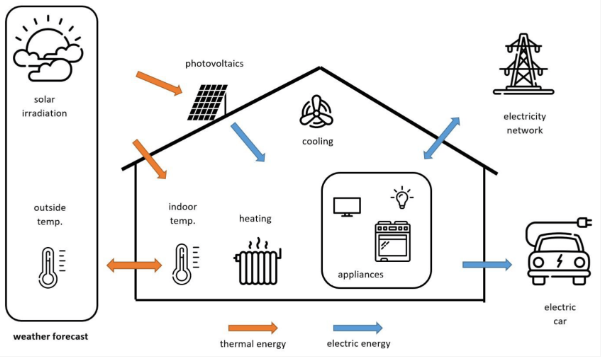 photovoltaics
solar
irradiation
cooling
electricity
network
outside
temp.
indoor
temp.
heating
appliances
electric
car
weather forecast
thermal energy
electric energy